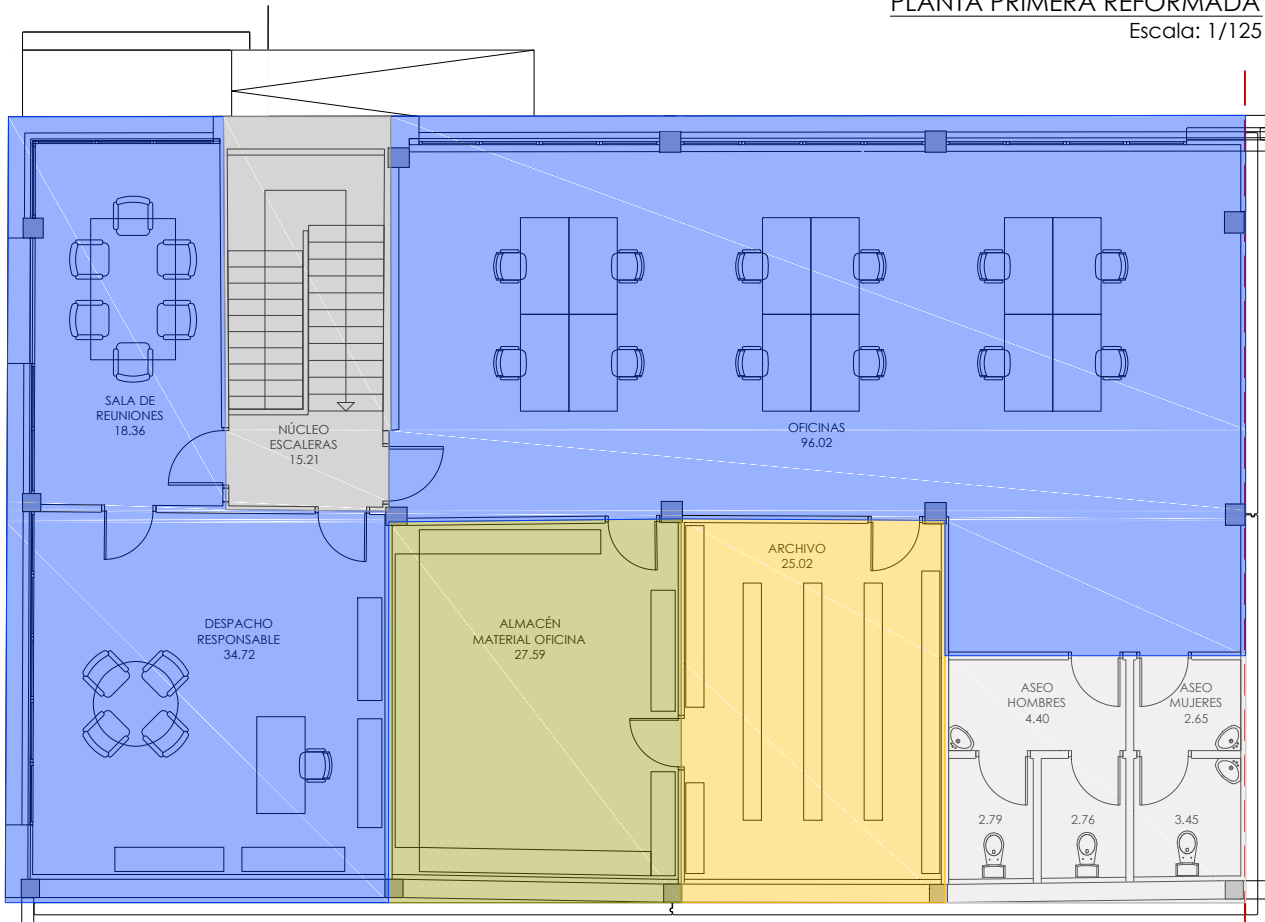 PLANTA PRIMERA REFORMADA
Escala: 1/125
SALA DE
REUNIONES
18.36
NÚCLEO
ESCALERAS
15.21
OFICINAS
96.02
DESPACHO
RESPONSABLE
34.72
ALMACÉN
MATERIAL OFICINA
27.59
ARCHIVO
25.02
ASEO
HOMBRES
4.40
ASEO
MUJERES
2.65
2.79
2.76
3.45